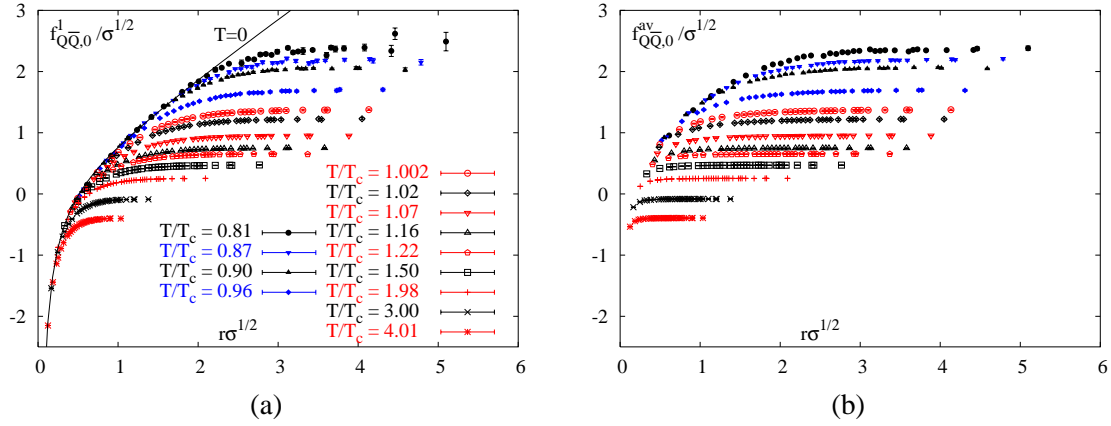 3
2
1
0
-1
-2
0 1 2 3 4 5 6
f^1_{QQ̅,0}/σ^{1/2}
T=0
T/T_c = 0.81
T/T_c = 0.87
T/T_c = 0.90
T/T_c = 0.96
T/T_c = 1.002
T/T_c = 1.02
T/T_c = 1.07
T/T_c = 1.16
T/T_c = 1.22
T/T_c = 1.50
T/T_c = 1.98
T/T_c = 3.00
T/T_c = 4.01
rσ^{1/2}
(a)
3
2
1
0
-1
-2
0 1 2 3 4 5 6
f^{av}_{QQ̅,0}/σ^{1/2}
rσ^{1/2}
(b)